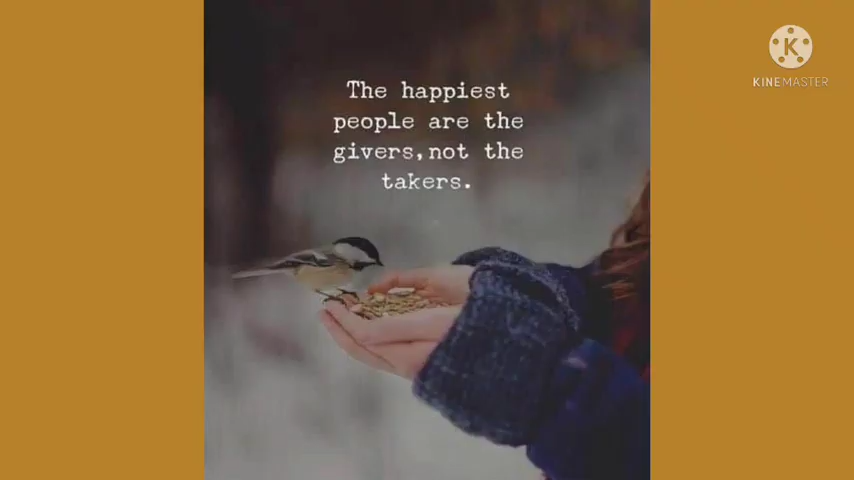 The happiest
people are the
givers,not the
takers.
K
KINEMASTER